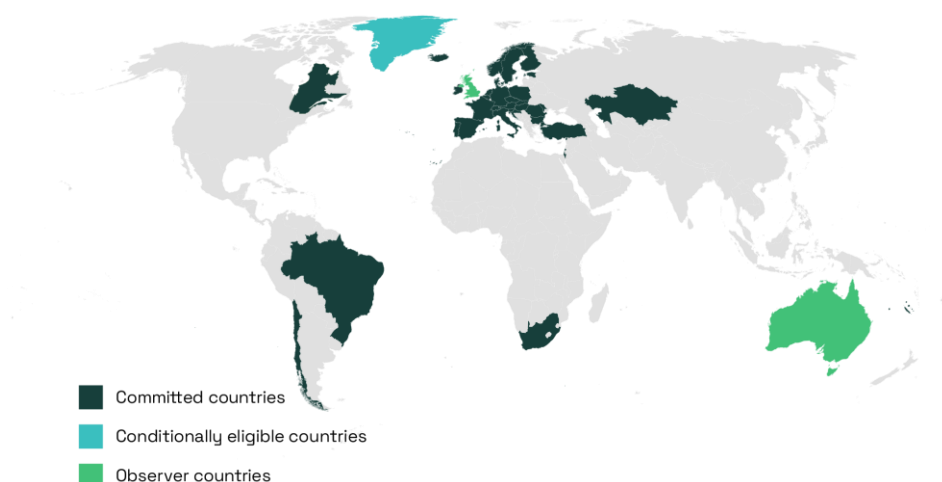 Committed countries
Conditionally eligible countries
Observer countries